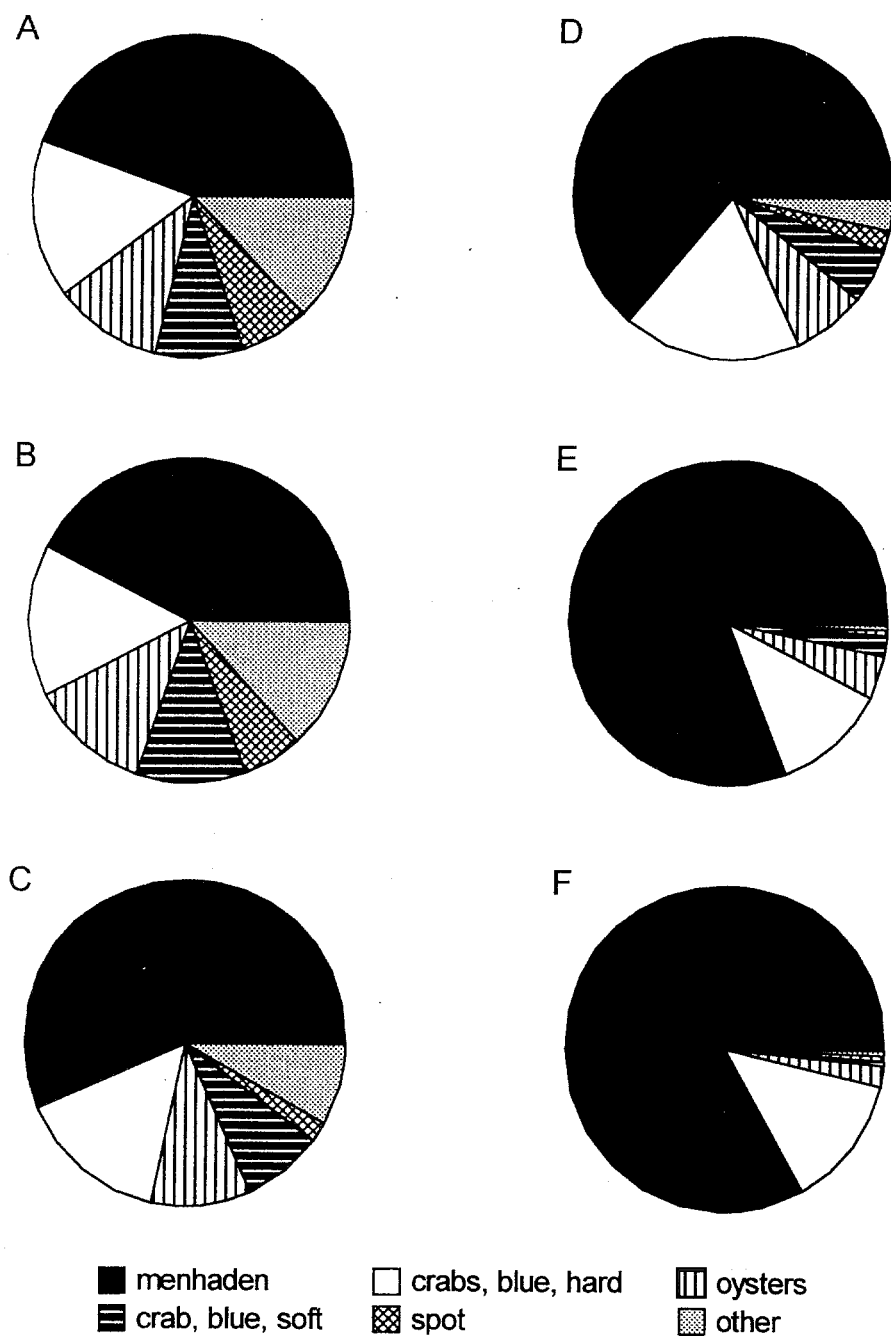 A
D
B
E
C
F
menhaden
crabs, blue, hard
oysters
crab, blue, soft
spot
other